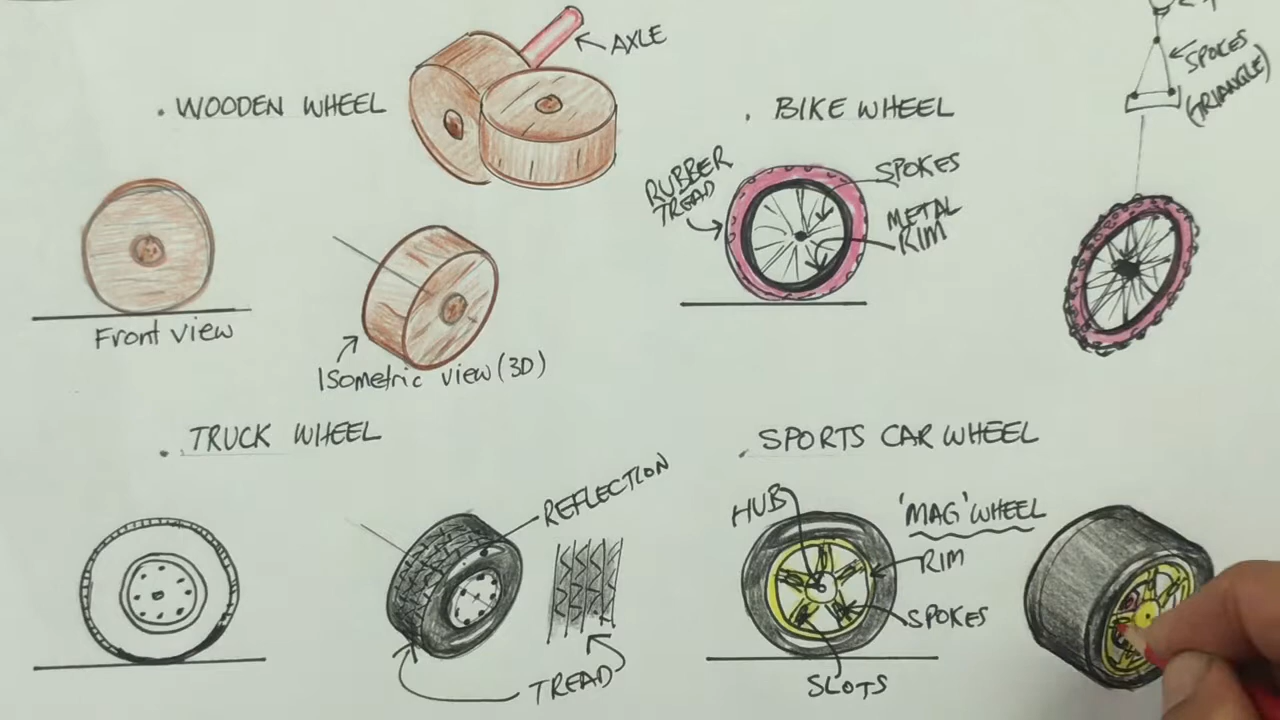 AXLE
• WOODEN WHEEL
• BIKE WHEEL
SPOKES
(TRIANGLE)
RUBBER
TREAD
SPOKES
METAL
RIM
Front view
Isometric view (3D)
• TRUCK WHEEL
• SPORTS CAR WHEEL
REFLECTION
HUB
'MAG' WHEEL
RIM
SPOKES
TREAD
SLOTS